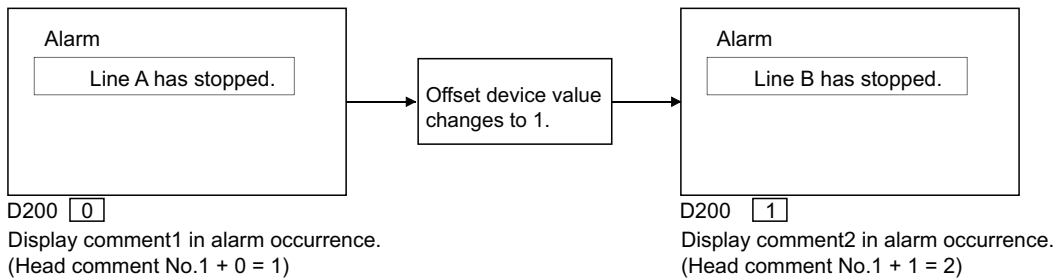 Alarm
Line A has stopped.
D200 0
Display comment1 in alarm occurrence.
(Head comment No.1 + 0 = 1)
Offset device value
changes to 1.
Alarm
Line B has stopped.
D200 1
Display comment2 in alarm occurrence.
(Head comment No.1 + 1 = 2)